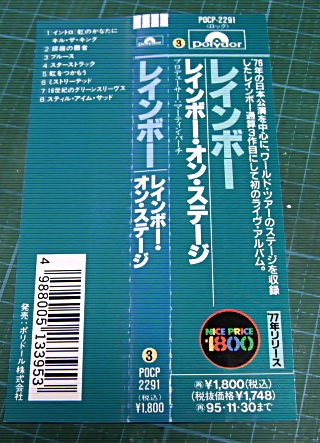 1 イントロ:虹のかなたに
キル・ザ・キング
2 銀嶺の覇者
3 ブルース
4 スターストラック
5 虹をつかもう
6 ミストリーテッド
7 16世紀のグリーンスリーヴス
8 スティル・アイム・サッド
4 988005 133953
発売:ポリドール株式会社
polydor
3
レインボー
レインボー・
オン・ステージ
3
POCP
2291
(税込)
¥1,800
POCP-2291
(ロック)
3
polydor
76年の日本公演を中心に、ワールド・ツアーのステージを収録
したレインボー通算3作目にして初のライヴ・アルバム。
レインボー
レインボー・オン・ステージ
プロデューサー:マーティン・バーチ
NICE PRICE
1800
77年リリース
¥1,800(税込)
(税抜価格¥1,748)
95・11・30まで